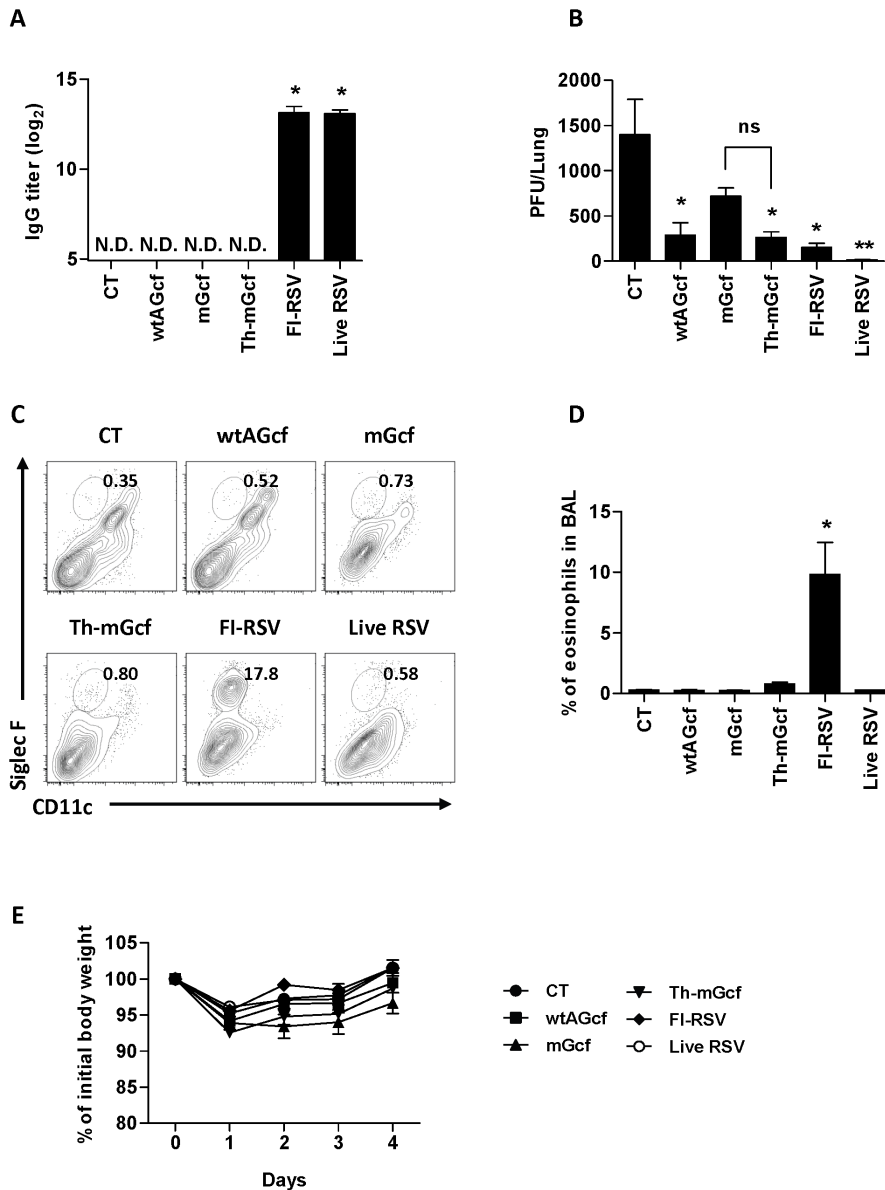 A
IgG titer (log2)
15
10
5
N.D. N.D. N.D. N.D.
* *
CT
wtAGcf
mGcf
Th-mGcf
FI-RSV
Live RSV
B
PFU/Lung
2000
1500
1000
500
0
ns
* * * **
CT
wtAGcf
mGcf
Th-mGcf
FI-RSV
Live RSV
C
CT wtAGcf mGcf
0.35 0.52 0.73
Th-mGcf FI-RSV Live RSV
0.80 17.8 0.58
Siglec F
CD11c
D
% of eosinophils in BAL
15
10
5
0
*
CT
wtAGcf
mGcf
Th-mGcf
FI-RSV
Live RSV
E
% of initial body weight
105
100
95
90
85
80
0 1 2 3 4
Days
CT
wtAGcf
mGcf
Th-mGcf
FI-RSV
Live RSV